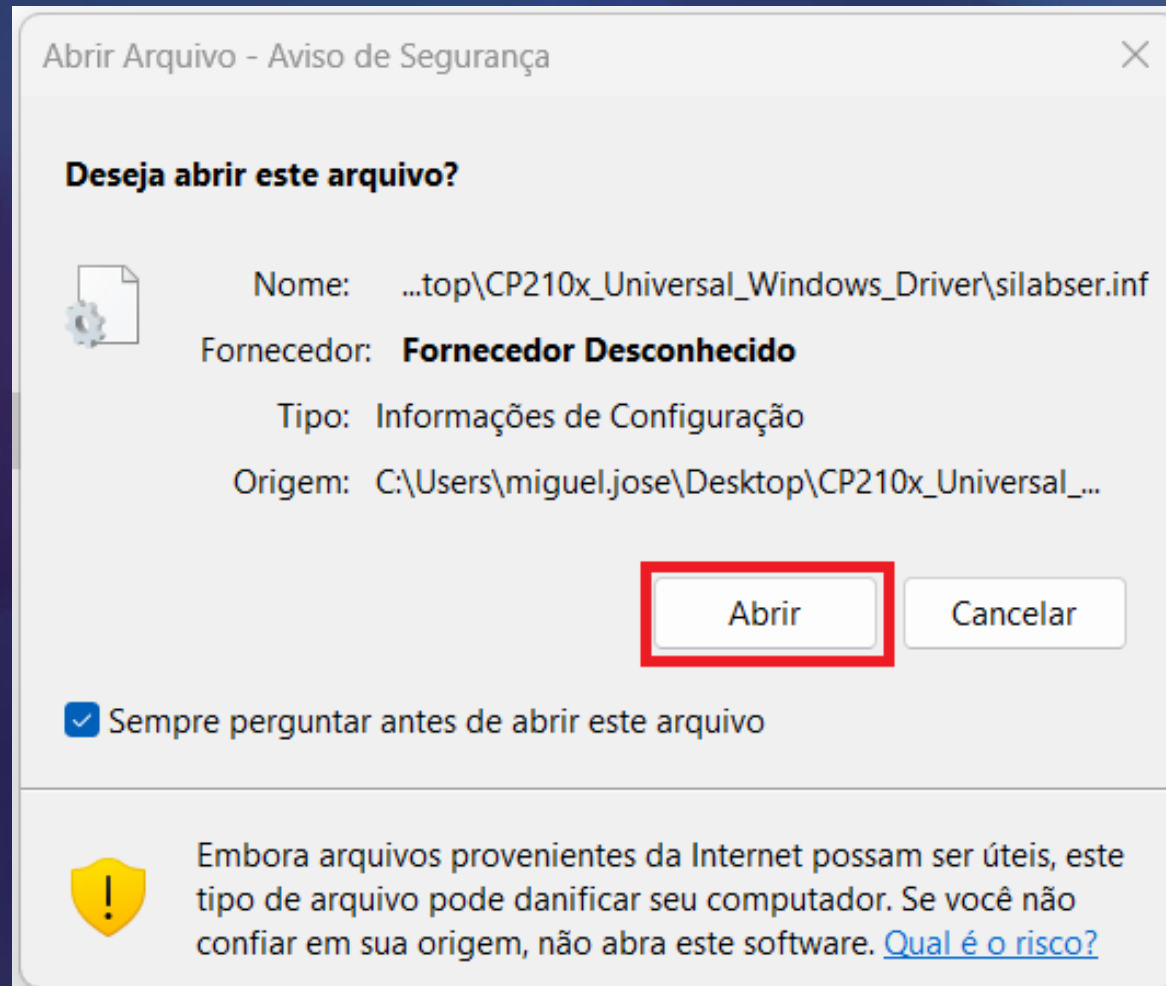 Abrir Arquivo - Aviso de Segurança
Deseja abrir este arquivo?
Nome: ...top\CP210x_Universal_Windows_Driver\silabser.inf
Fornecedor: Fornecedor Desconhecido
Tipo: Informações de Configuração
Origem: C:\Users\miguel.jose\Desktop\CP210x_Universal_...
Abrir Cancelar
Sempre perguntar antes de abrir este arquivo
Embora arquivos provenientes da Internet possam ser úteis, este
tipo de arquivo pode danificar seu computador. Se você não
confiar em sua origem, não abra este software. Qual é o risco?